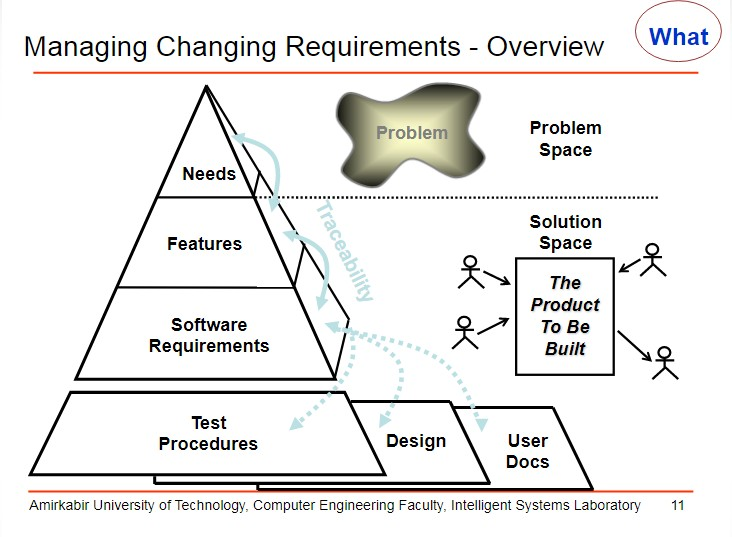 What
Managing Changing Requirements - Overview
Problem
Problem
Space
Needs
Traceability
Features
Solution
Space
The
Product
To Be
Built
Software
Requirements
Test
Procedures
Design
User
Docs
Amirkabir University of Technology, Computer Engineering Faculty, Intelligent Systems Laboratory 11